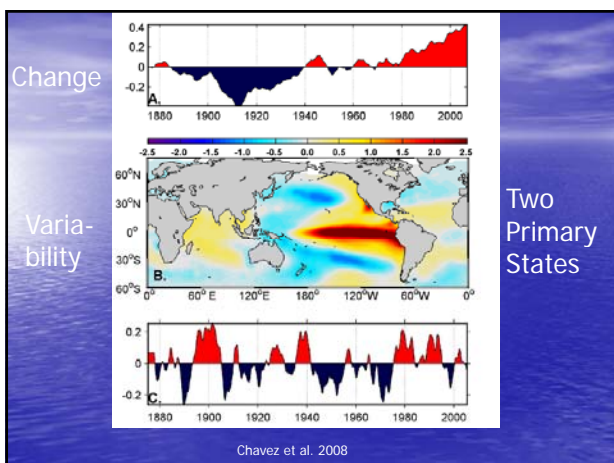 Change
0.4
0.2
0
-0.2
A.
1880 1900 1920 1940 1960 1980 2000
-2.5 -2.0 -1.5 -1.0 -0.5 0.0 0.5 1.0 1.5 2.0 2.5
Varia-
bility
60°N
30°N
0°
30°S
60°S
B.
0° 60°E 120°E 180° 120°W 60°W 0°
Two
Primary
States
0.2
0
-0.2
C.
1880 1900 1920 1940 1960 1980 2000
Chavez et al. 2008